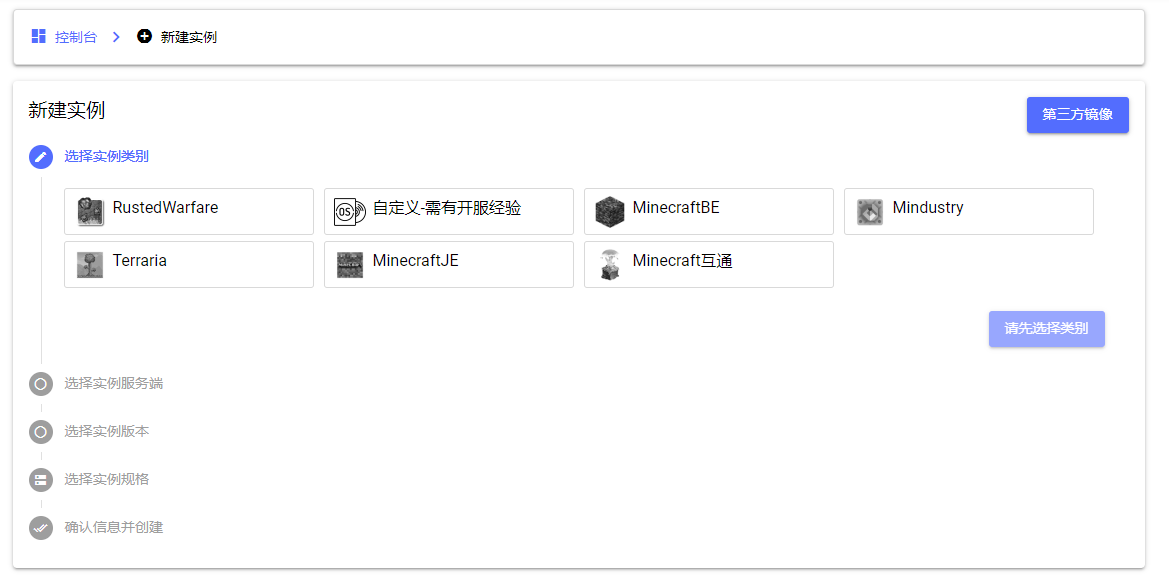 控制台 新建实例
新建实例
第三方镜像
选择实例类别
RustedWarfare 自定义-需有开服经验 MinecraftBE Mindustry
Terraria MinecraftJE Minecraft互通
请先选择类别
选择实例服务端
选择实例版本
选择实例规格
确认信息并创建